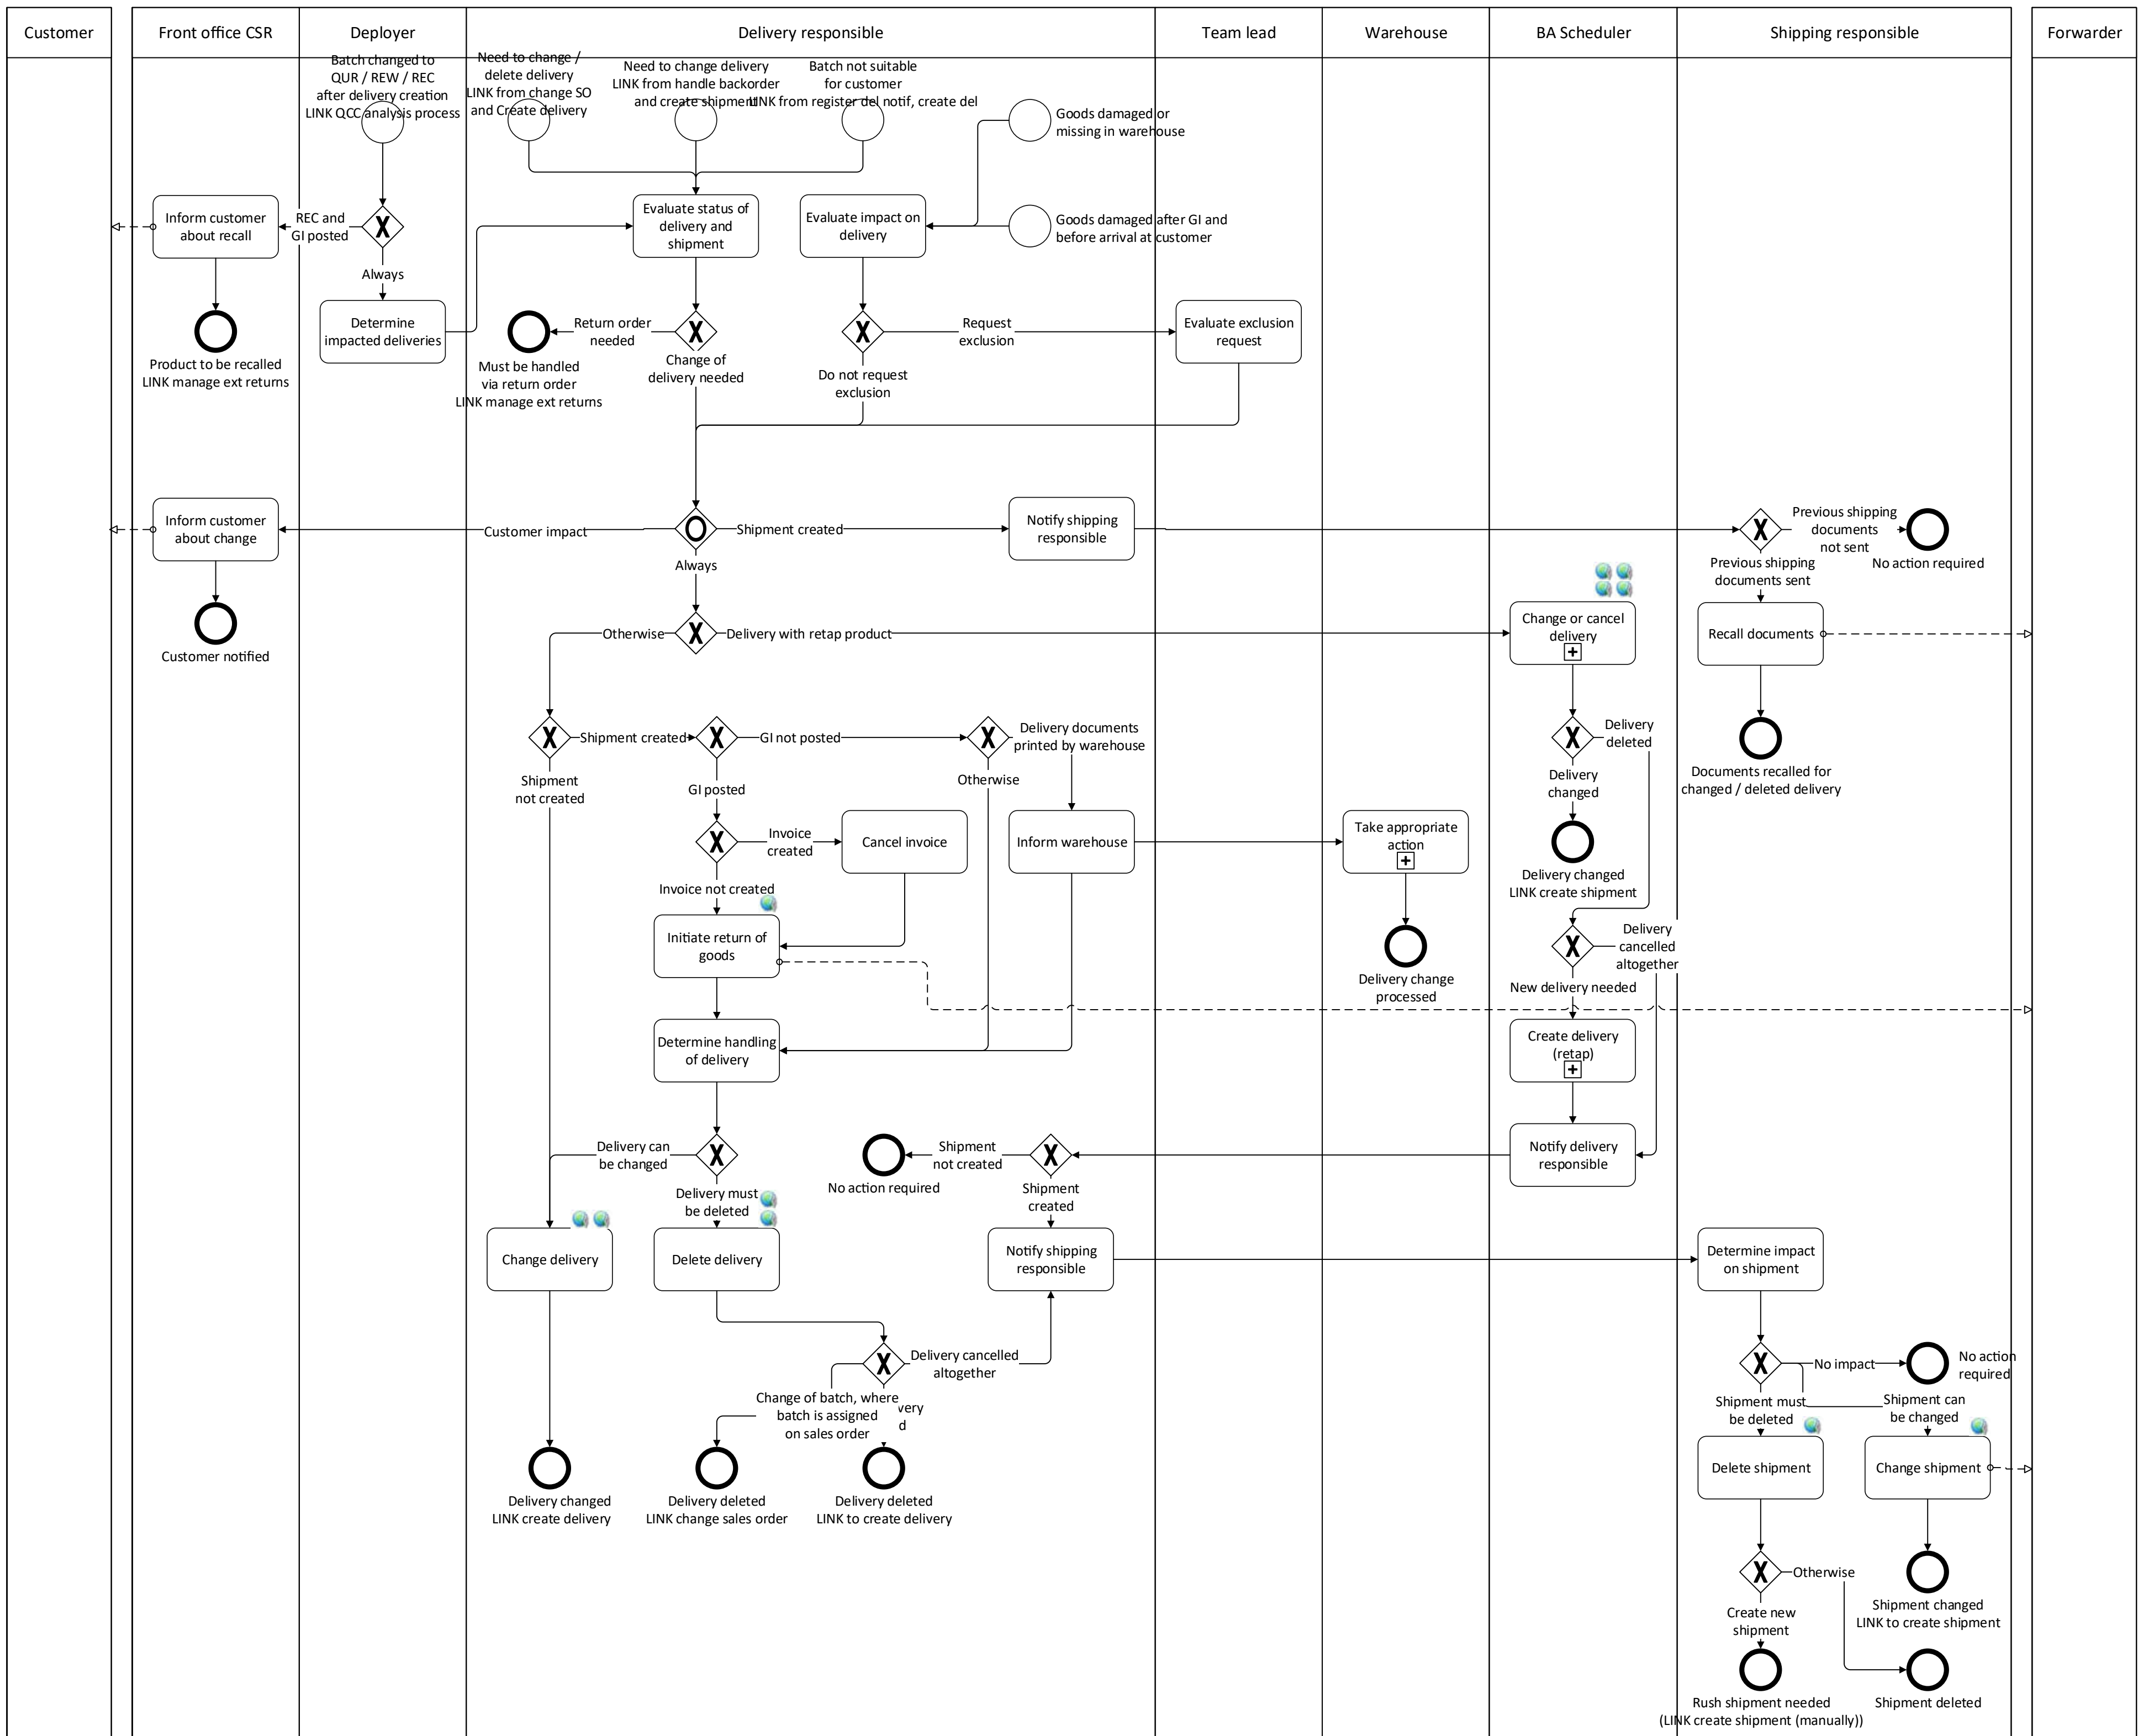 Customer
Front office CSR
Deployer
Delivery responsible
Team lead
Warehouse
BA Scheduler
Shipping responsible
Forwarder
Batch changed to
QUR / REW / REC
after delivery creation
LINK QCC analysis process
Need to change /
delete delivery
LINK from change SO
and Create delivery
Need to change delivery
LINK from handle backorder
and create shipment
Batch not suitable
for customer
LINK from register del notif, create del
Goods damaged or
missing in warehouse
Inform customer
about recall
REC and
GI posted
Always
Evaluate status of
delivery and
shipment
Evaluate impact on
delivery
Goods damaged after GI and
before arrival at customer
Product to be recalled
LINK manage ext returns
Determine
impacted deliveries
Must be handled
via return order
LINK manage ext returns
Return order
needed
Change of
delivery needed
Request
exclusion
Do not request
exclusion
Evaluate exclusion
request
Inform customer
about change
Customer impact
Shipment created
Always
Notify shipping
responsible
Previous shipping
documents
not sent
No action required
Previous shipping
documents sent
Customer notified
Otherwise
Delivery with retap product
Change or cancel
delivery
Recall documents
Shipment created
GI not posted
Delivery documents
printed by warehouse
Delivery
deleted
Shipment
not created
GI posted
Otherwise
Delivery
changed
Documents recalled for
changed / deleted delivery
Invoice
created
Cancel invoice
Inform warehouse
Take appropriate
action
Invoice not created
Delivery changed
LINK create shipment
Initiate return of
goods
Delivery change
processed
Delivery
cancelled
altogether
New delivery needed
Determine handling
of delivery
Create delivery
(retap)
Delivery can
be changed
Delivery must
be deleted
No action required
Shipment
not created
Shipment
created
Notify delivery
responsible
Change delivery
Delete delivery
Notify shipping
responsible
Determine impact
on shipment
Delivery cancelled
altogether
Change of batch, where
batch is assigned
on sales order
No impact
No action
required
Shipment must
be deleted
Shipment can
be changed
Delivery changed
LINK create delivery
Delivery deleted
LINK change sales order
Delivery deleted
LINK to create delivery
Delete shipment
Change shipment
Otherwise
Create new
shipment
Shipment changed
LINK to create shipment
Rush shipment needed
(LINK create shipment (manually))
Shipment deleted